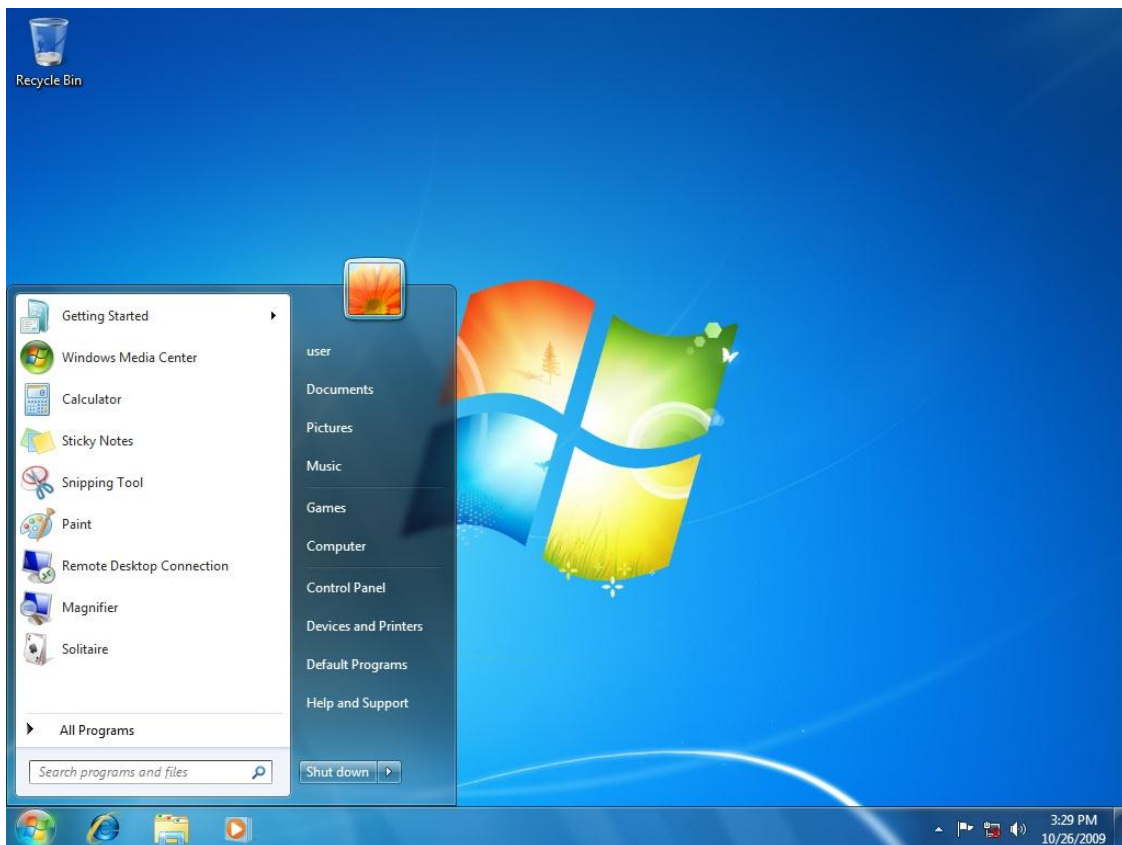 Recycle Bin
Getting Started
Windows Media Center
Calculator
Sticky Notes
Snipping Tool
Paint
Remote Desktop Connection
Magnifier
Solitaire
All Programs
Search programs and files
user
Documents
Pictures
Music
Games
Computer
Control Panel
Devices and Printers
Default Programs
Help and Support
Shut down
3:29 PM
10/26/2009